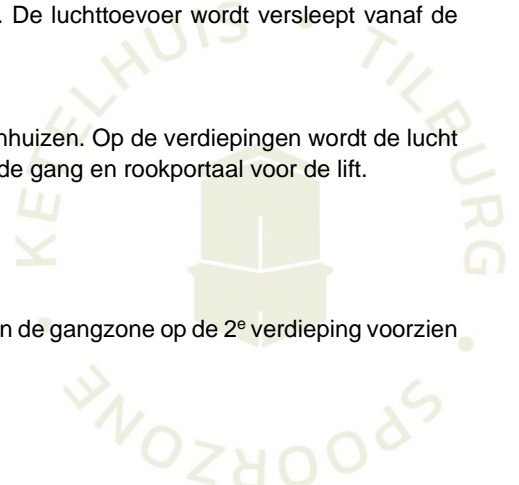 . De luchttoevoer wordt versleept vanaf de
nhuizen. Op de verdiepingen wordt de lucht
de gang en rookportaal voor de lift.
n de gangzone op de 2e verdieping voorzien
KETELHUIS • TILBURG • SPOORZONE •